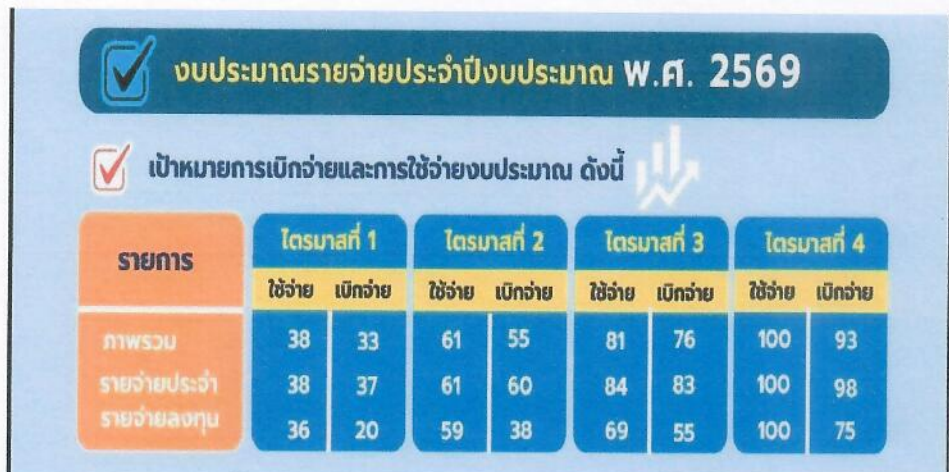 งบประมาณรายจ่ายประจำปีงบประมาณ พ.ศ. 2569
เป้าหมายการเบิกจ่ายและการใช้จ่ายงบประมาณ ดังนี้
รายการ ไตรมาสที่ 1 ไตรมาสที่ 2 ไตรมาสที่ 3 ไตรมาสที่ 4
ใช้จ่าย เบิกจ่าย ใช้จ่าย เบิกจ่าย ใช้จ่าย เบิกจ่าย ใช้จ่าย เบิกจ่าย
ภาพรวม 38 33 61 55 81 76 100 93
รายจ่ายประจำ 38 37 61 60 84 83 100 98
รายจ่ายลงทุน 36 20 59 38 69 55 100 75